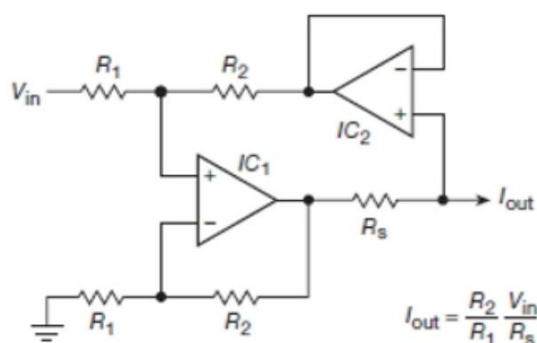 R₁ R₂
Vin
IC₂
IC₁
Iout
Rs
R₁ R₂
Iout = R₂/R₁ Vin/Rs